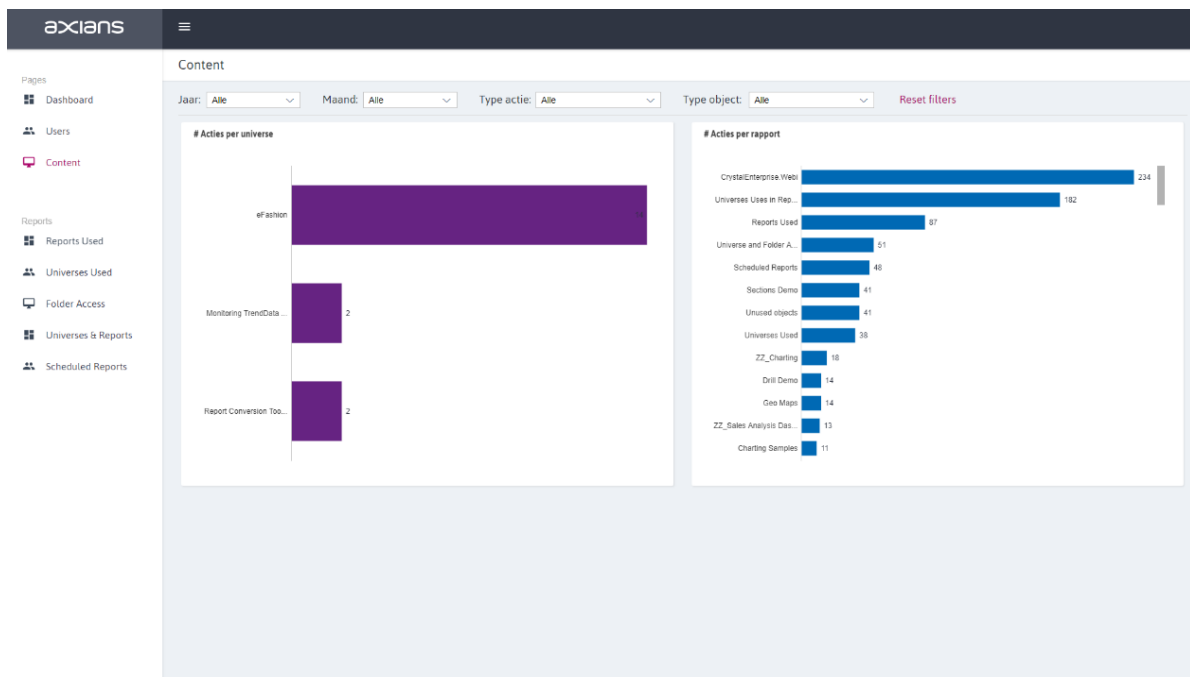 axians
Content
Pages
Dashboard
Users
Content
Reports
Reports Used
Universes Used
Folder Access
Universes & Reports
Scheduled Reports
Jaar: Alle Maand: Alle Type actie: Alle Type object: Alle Reset filters
# Acties per universe
eFashion 14
Monitoring TrendData ... 2
Report Conversion Too... 2
# Acties per rapport
CrystalEnterprise.Webi 234
Universes Uses in Rep... 182
Reports Used 87
Universe and Folder A... 51
Scheduled Reports 48
Sections Demo 41
Unused objects 41
Universes Used 38
ZZ_Charting 18
Drill Demo 14
Geo Maps 14
ZZ_Sales Analysis Das... 13
Charting Samples 11